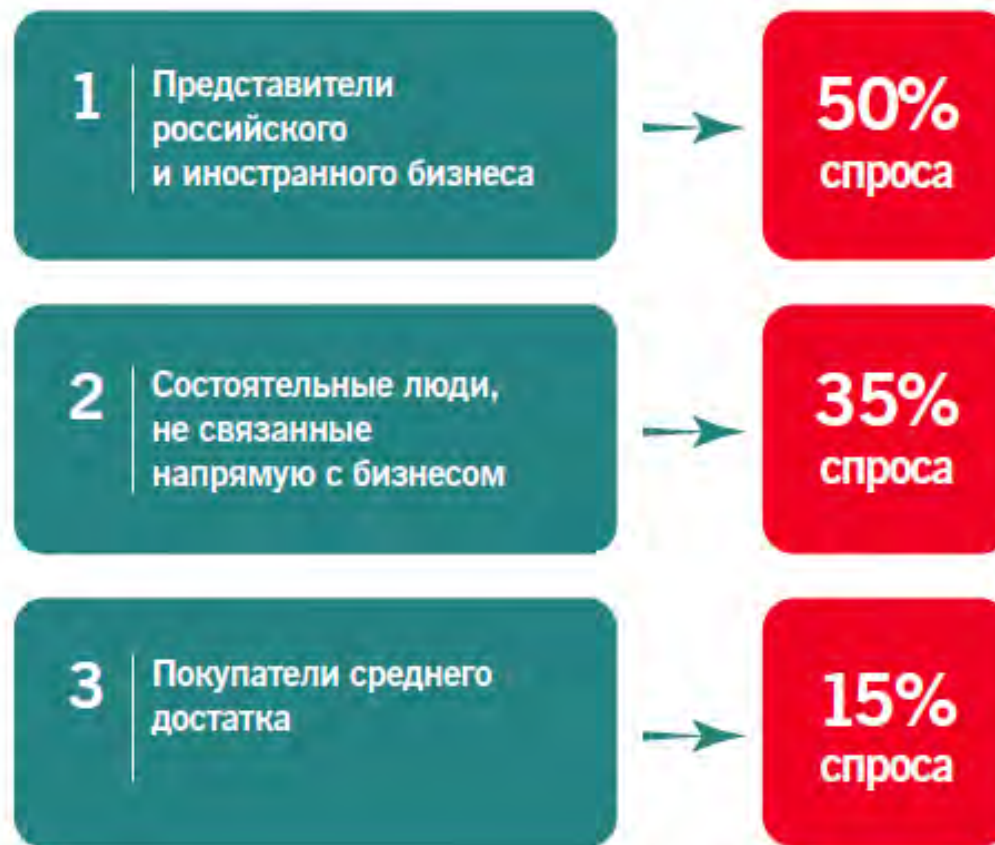 1
Представители
российского
и иностранного бизнеса
50%
спроса
2
Состоятельные люди,
не связанные
напрямую с бизнесом
35%
спроса
3
Покупатели среднего
достатка
15%
спроса